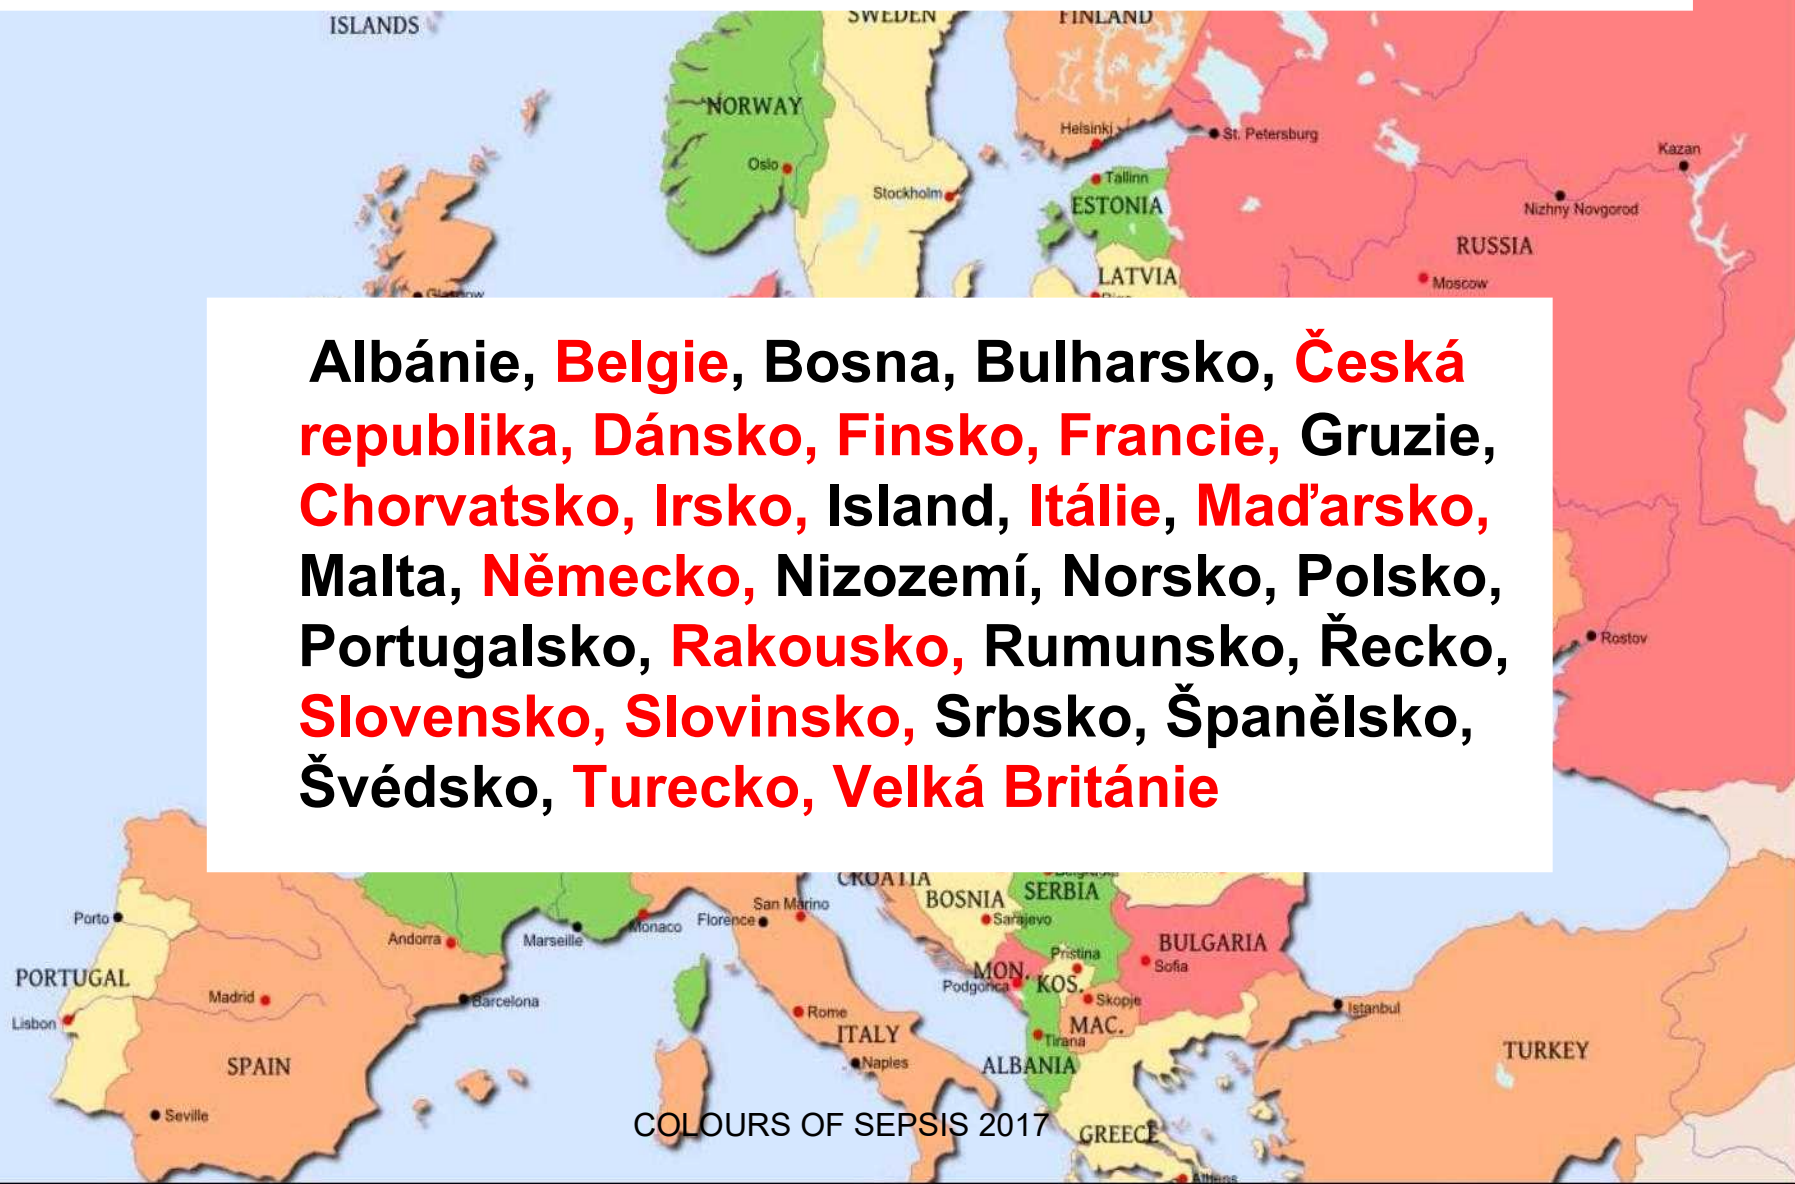 ISLANDS
SWEDEN
FINLAND
NORWAY
Helsinki
St. Petersburg
Oslo
Kazan
Tallinn
Stockholm
ESTONIA
Nizhny Novgorod
RUSSIA
LATVIA
Moscow
Glasgow
Albánie, Belgie, Bosna, Bulharsko, Česká
republika, Dánsko, Finsko, Francie, Gruzie,
Chorvatsko, Irsko, Island, Itálie, Maďarsko,
Malta, Německo, Nizozemí, Norsko, Polsko,
Portugalsko, Rakousko, Rumunsko, Řecko,
Slovensko, Slovinsko, Srbsko, Španělsko,
Švédsko, Turecko, Velká Británie
Rostov
CROATIA
BOSNIA
SERBIA
San Marino
Porto
Florence
Sarajevo
Monaco
Andorra
Marseille
BULGARIA
Pristina
Sofia
PORTUGAL
MON.
KOS.
Podgorica
Madrid
Barcelona
Skopje
Istanbul
Lisbon
Rome
MAC.
ITALY
Tirana
TURKEY
SPAIN
Naples
ALBANIA
Seville
COLOURS OF SEPSIS 2017
GREECE
Athens